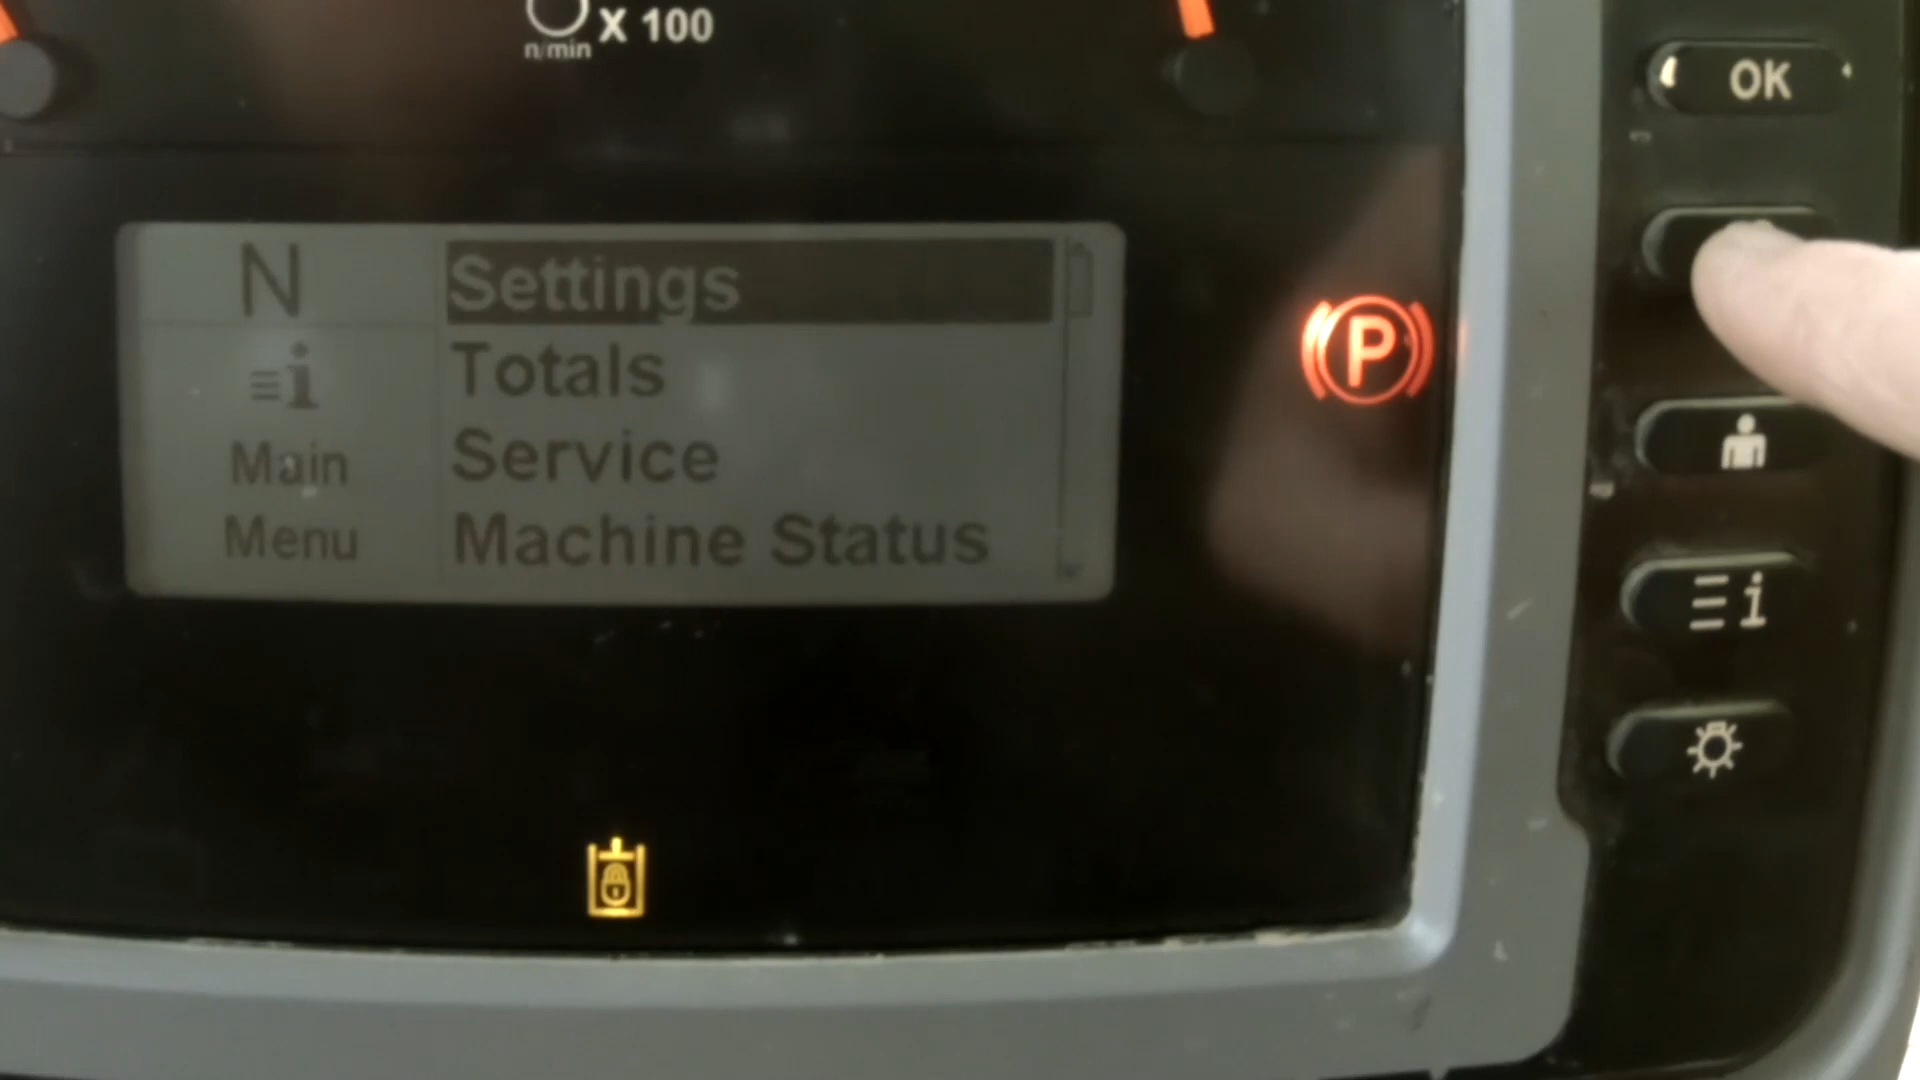 n/min X 100
OK
N
Settings
i
Totals
Main
Service
Menu
Machine Status
P
i